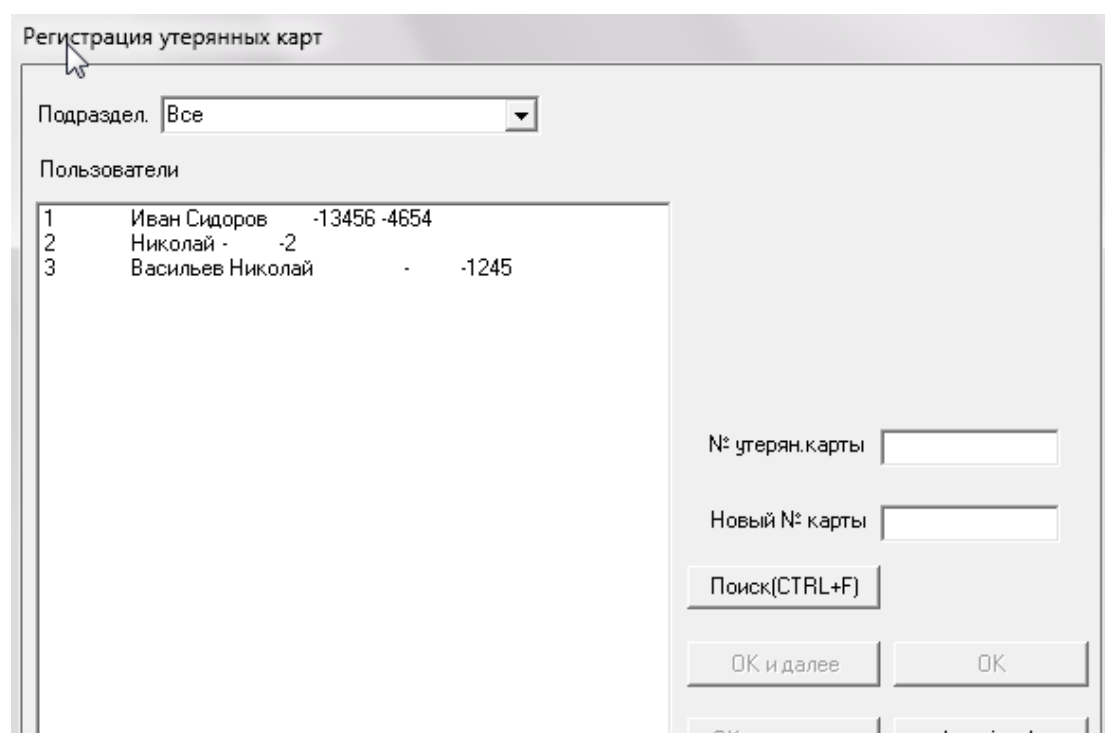 Регистрация утерянных карт
Подраздел. Все
Пользователи
1 Иван Сидоров -13456 -4654
2 Николай - -2
3 Васильев Николай - -1245
№ утерян.карты
Новый № карты
Поиск(CTRL+F)
ОК и далее ОК